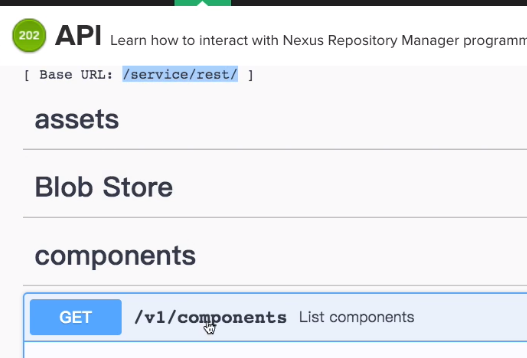 202 API Learn how to interact with Nexus Repository Manager
[ Base URL: /service/rest/ ]
assets
Blob Store
components
GET /v1/components List components